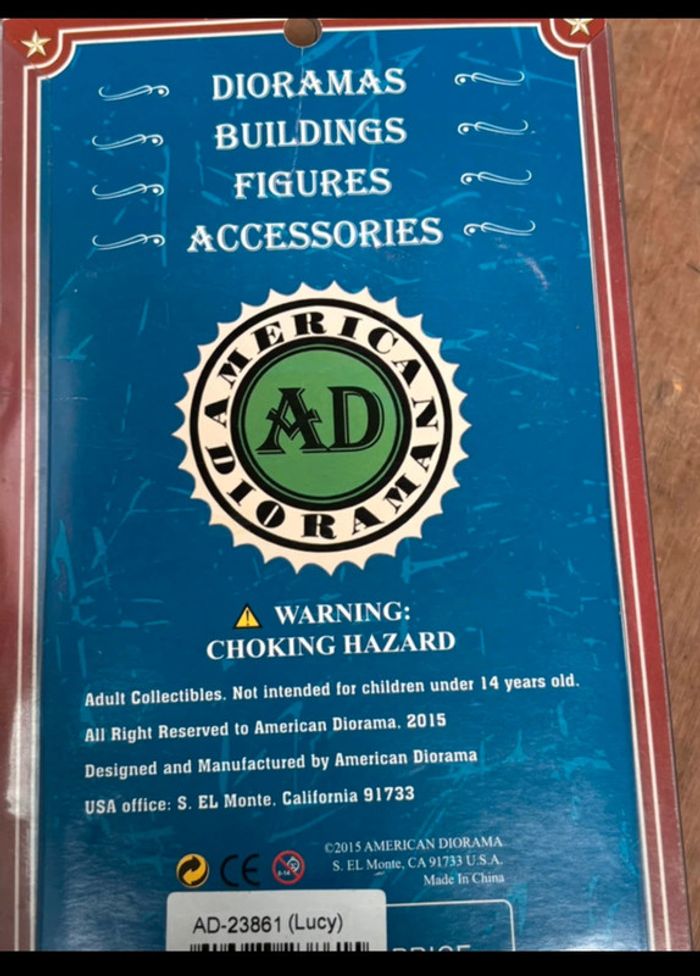 DIORAMAS
BUILDINGS
FIGURES
ACCESSORIES
AMERICAN
AD
DIORAMA
WARNING:
CHOKING HAZARD
Adult Collectibles. Not intended for children under 14 years old.
All Right Reserved to American Diorama. 2015
Designed and Manufactured by American Diorama
USA office: S. EL Monte. California 91733
©2015 AMERICAN DIORAMA
S. EL Monte, CA 91733 U.S.A.
Made In China
CE
AD-23861 (Lucy)